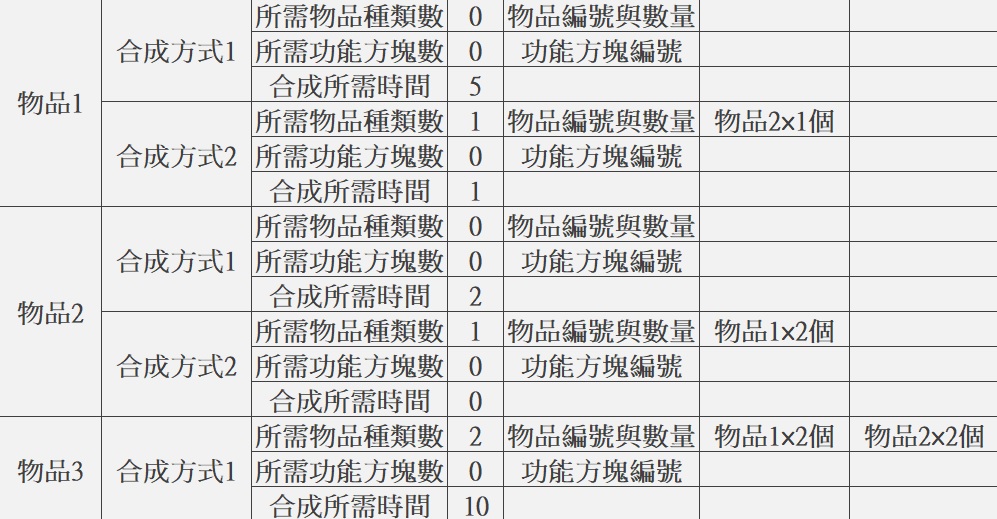 物品1 合成方式1 所需物品種類數 0 物品編號與數量
所需功能方塊數 0 功能方塊編號
合成所需時間 5
合成方式2 所需物品種類數 1 物品編號與數量 物品2×1個
所需功能方塊數 0 功能方塊編號
合成所需時間 1
物品2 合成方式1 所需物品種類數 0 物品編號與數量
所需功能方塊數 0 功能方塊編號
合成所需時間 2
合成方式2 所需物品種類數 1 物品編號與數量 物品1×2個
所需功能方塊數 0 功能方塊編號
合成所需時間 0
物品3 合成方式1 所需物品種類數 2 物品編號與數量 物品1×2個 物品2×2個
所需功能方塊數 0 功能方塊編號
合成所需時間 10